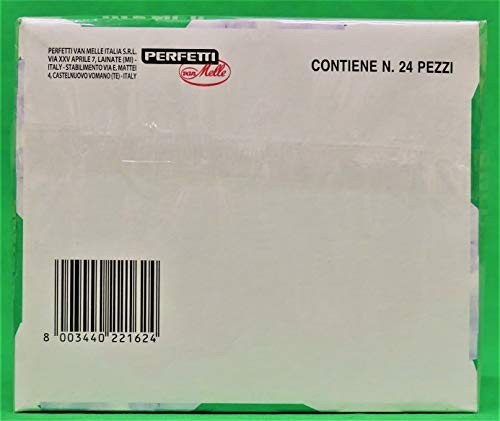 PERFETTI VAN MELLE ITALIA S.R.L.
VIA XXV APRILE 7, LAINATE (MI) -
ITALY - STABILIMENTO VIA E. MATTEI
4, CASTELNUOVO VOMANO (TE) - ITALY
PERFETTI
van Melle
CONTIENE N. 24 PEZZI
8 003440 221624